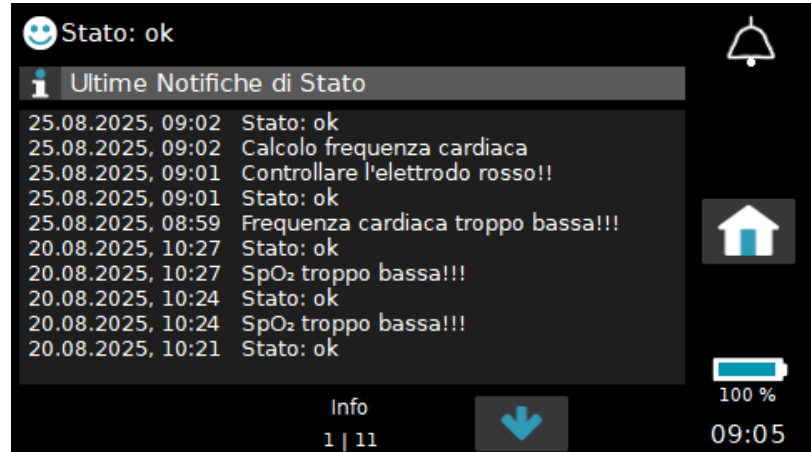 Stato: ok
Ultime Notifiche di Stato
25.08.2025, 09:02 Stato: ok
25.08.2025, 09:02 Calcolo frequenza cardiaca
25.08.2025, 09:01 Controllare l'elettrodo rosso!!
25.08.2025, 09:01 Stato: ok
25.08.2025, 08:59 Frequenza cardiaca troppo bassa!!!
20.08.2025, 10:27 Stato: ok
20.08.2025, 10:27 SpO₂ troppo bassa!!!
20.08.2025, 10:24 Stato: ok
20.08.2025, 10:24 SpO₂ troppo bassa!!!
20.08.2025, 10:21 Stato: ok
Info
1 | 11
100 %
09:05